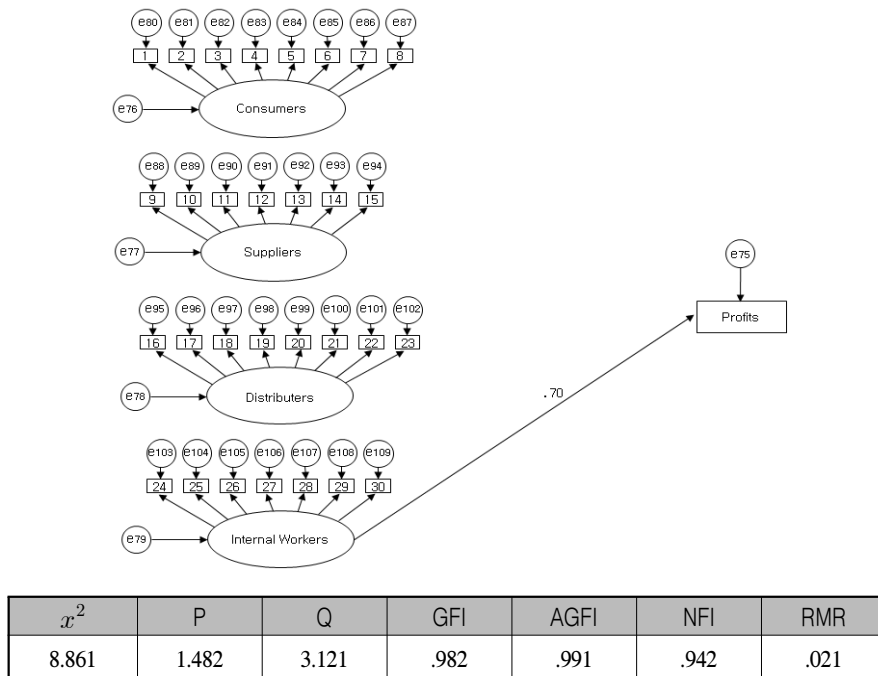 e80 e81 e82 e83 e84 e85 e86 e87
1 2 3 4 5 6 7 8
e76 Consumers
e88 e89 e90 e91 e92 e93 e94
9 10 11 12 13 14 15
e77 Suppliers
e75
Profits
e95 e96 e97 e98 e99 e100 e101 e102
16 17 18 19 20 21 22 23
e78 Distributers
.70
e103 e104 e105 e106 e107 e108 e109
24 25 26 27 28 29 30
e79 Internal Workers
x² P Q GFI AGFI NFI RMR
8.861 1.482 3.121 .982 .991 .942 .021